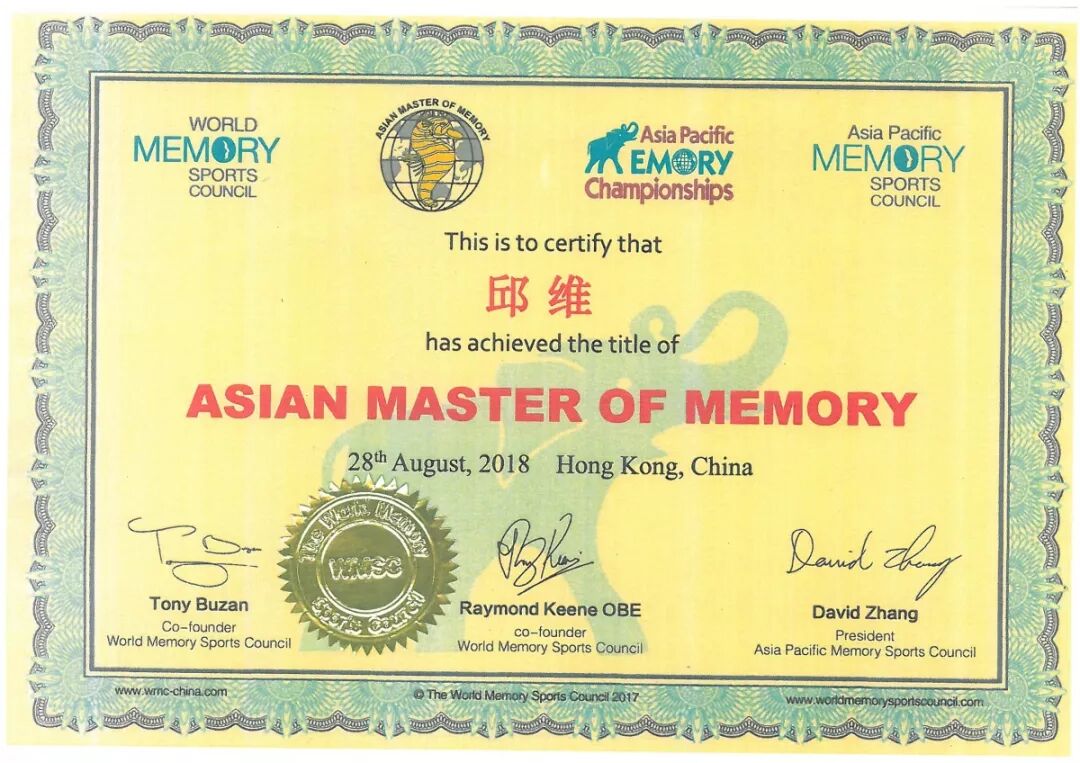 WORLD
MEMORY
SPORTS
COUNCIL
ASIAN MASTER OF MEMORY
Asia Pacific
EMORY
Championships
Asia Pacific
MEMORY
SPORTS
COUNCIL
This is to certify that
邱 维
has achieved the title of
ASIAN MASTER OF MEMORY
28th August, 2018 Hong Kong, China
The World Memory
WMSC
Sports Council
Tony Buzan
Co-founder
World Memory Sports Council
Raymond Keene OBE
co-founder
World Memory Sports Council
David Zhang
David Zhang
President
Asia Pacific Memory Sports Council
www.wmc-china.com
© The World Memory Sports Council 2017
www.worldmemorysportscouncil.com